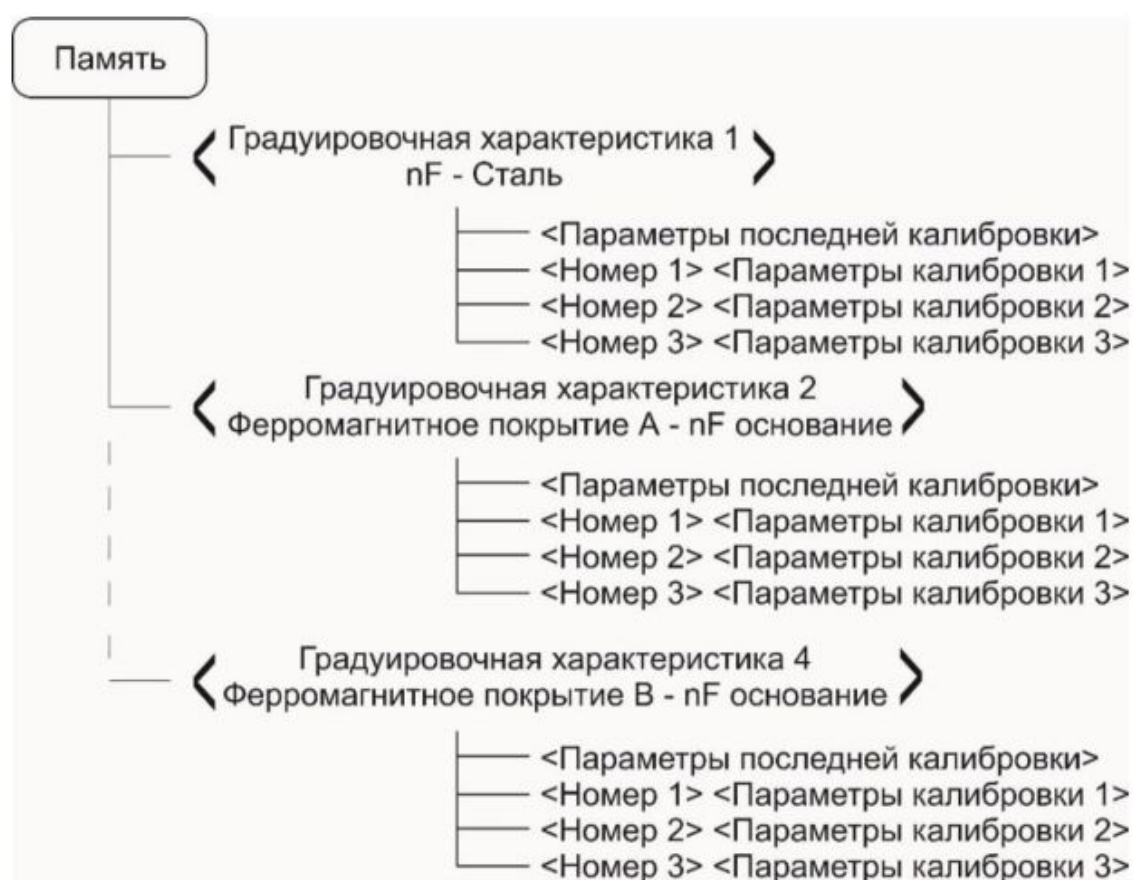 Память
Градуировочная характеристика 1
nF - Сталь
<Параметры последней калибровки>
<Номер 1> <Параметры калибровки 1>
<Номер 2> <Параметры калибровки 2>
<Номер 3> <Параметры калибровки 3>
Градуировочная характеристика 2
Ферромагнитное покрытие А - nF основание
<Параметры последней калибровки>
<Номер 1> <Параметры калибровки 1>
<Номер 2> <Параметры калибровки 2>
<Номер 3> <Параметры калибровки 3>
Градуировочная характеристика 4
Ферромагнитное покрытие В - nF основание
<Параметры последней калибровки>
<Номер 1> <Параметры калибровки 1>
<Номер 2> <Параметры калибровки 2>
<Номер 3> <Параметры калибровки 3>